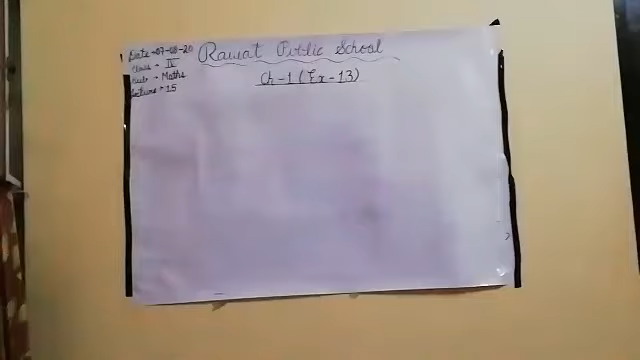 Date → 07-08-20
Rawat Public School
Class → IV
Sub → Maths
Lecture → 15
Ch-1 (Ex-13)